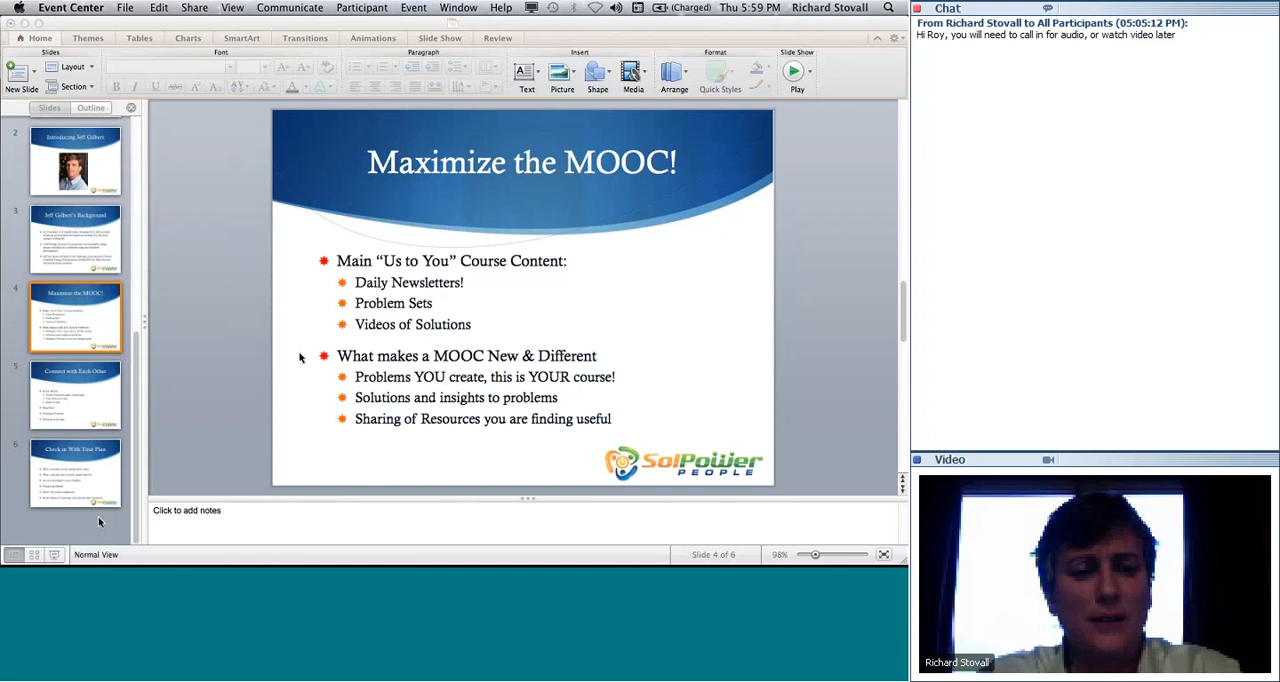 Event Center File Edit Share View Communicate Participant Event Window Help (Charged) Thu 5:59 PM Richard Stovall
Home Themes Tables Charts SmartArt Transitions Animations Slide Show Review
Slides Font Paragraph Insert Format Slide Show
Layout
Section
New Slide Text Picture Shape Media Arrange Quick Styles Play
Slides Outline
2
Introducing Jeff Gilbert
3
Jeff Gilbert's Background
4
Maximize the MOOC!
5
Connect with Each Other
6
Check in With Your Plan
Maximize the MOOC!
Main “Us to You” Course Content:
Daily Newsletters!
Problem Sets
Videos of Solutions
What makes a MOOC New & Different
Problems YOU create, this is YOUR course!
Solutions and insights to problems
Sharing of Resources you are finding useful
SolPower
PEOPLE
Click to add notes
Normal View Slide 4 of 6 98%
Chat
From Richard Stovall to All Participants (05:05:12 PM):
Hi Roy, you will need to call in for audio, or watch video later
Video
Richard Stovall